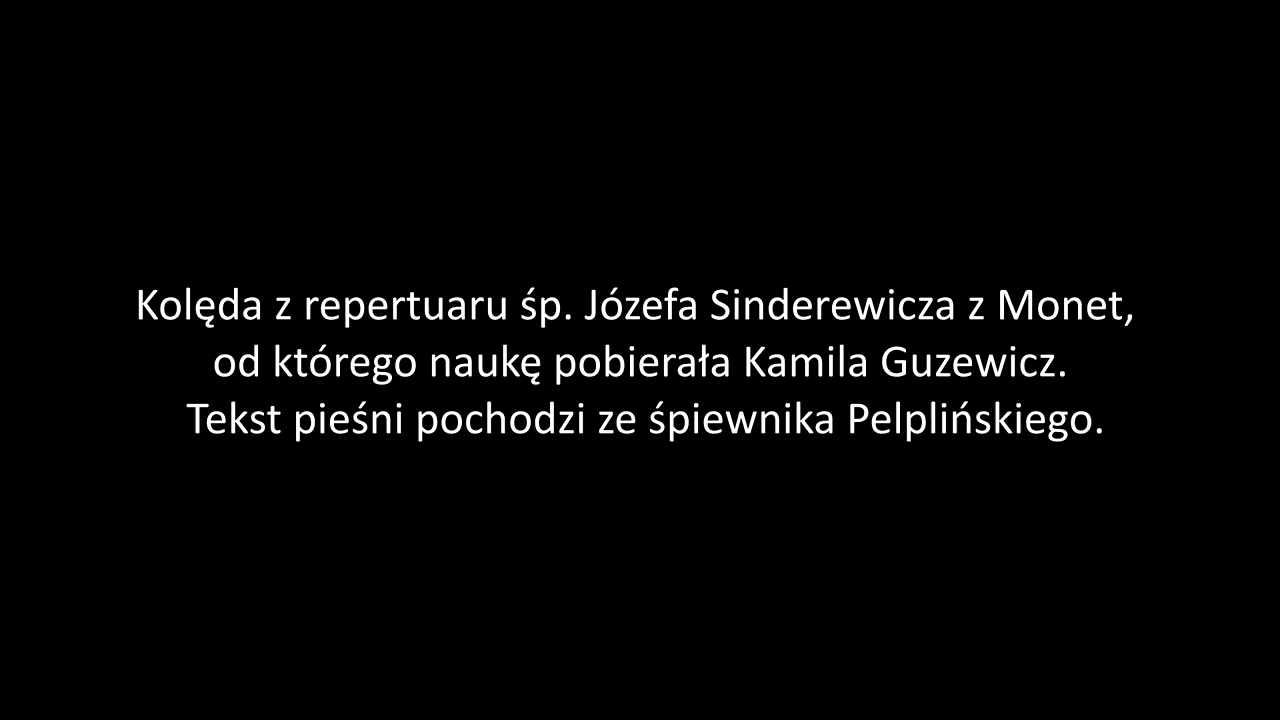 Kolęda z repertuaru śp. Józefa Sinderewicza z Monet,
od którego naukę pobierała Kamila Guzewicz.
Tekst pieśni pochodzi ze śpiewnika Pelplińskiego.